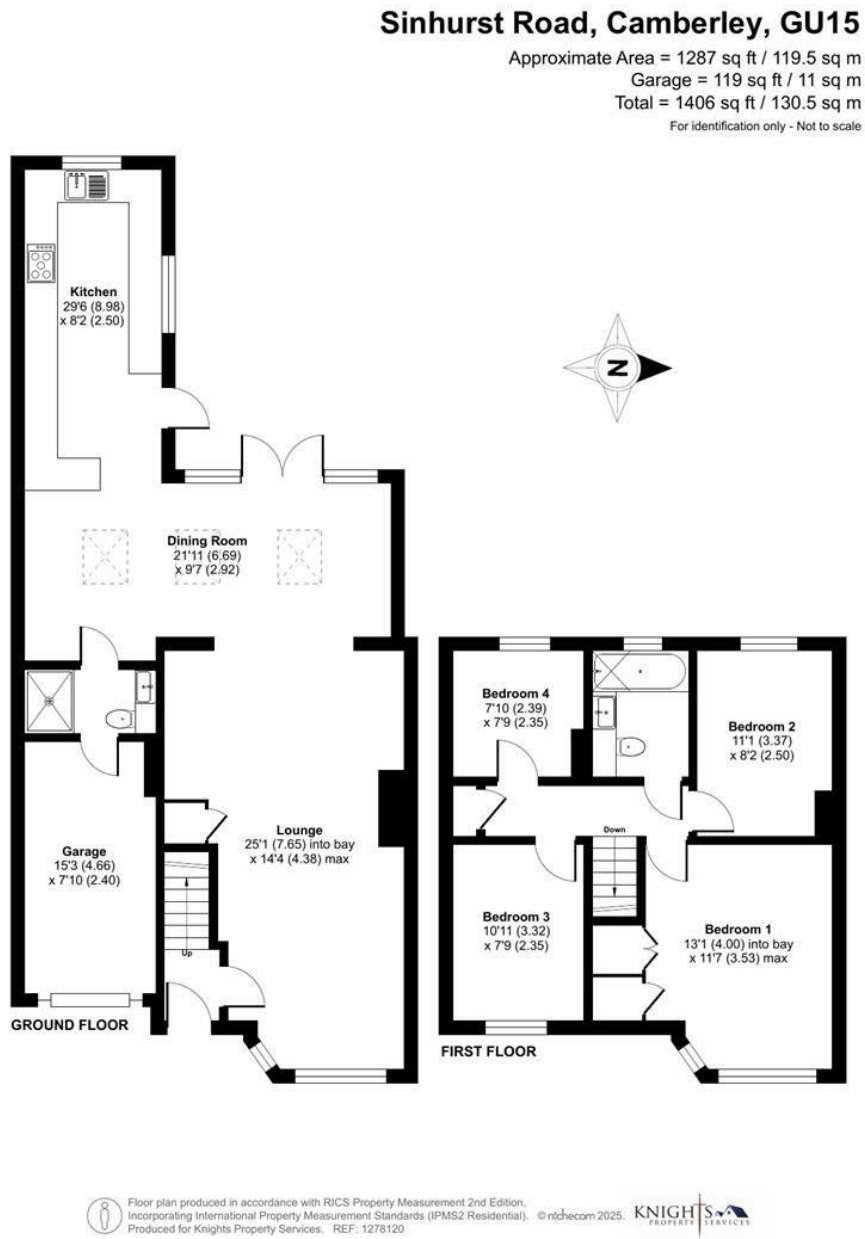 Sinhurst Road, Camberley, GU15
Approximate Area = 1287 sq ft / 119.5 sq m
Garage = 119 sq ft / 11 sq m
Total = 1406 sq ft / 130.5 sq m
For identification only - Not to scale
Kitchen
29'6 (8.98)
x 8'2 (2.50)
N
Dining Room
21'11 (6.69)
x 9'7 (2.92)
Lounge
25'1 (7.65) into bay
x 14'4 (4.38) max
Garage
15'3 (4.66)
x 7'10 (2.40)
Up
GROUND FLOOR
Bedroom 4
7'10 (2.39)
x 7'9 (2.35)
Bedroom 2
11'1 (3.37)
x 8'2 (2.50)
Down
Bedroom 3
10'11 (3.32)
x 7'9 (2.35)
Bedroom 1
13'1 (4.00) into bay
x 11'7 (3.53) max
FIRST FLOOR
Floor plan produced in accordance with RICS Property Measurement 2nd Edition,
Incorporating International Property Measurement Standards (IPMS2 Residential). ©nichecom 2025.
Produced for Knights Property Services. REF: 1278120
KNIGHTS
PROPERTY SERVICES